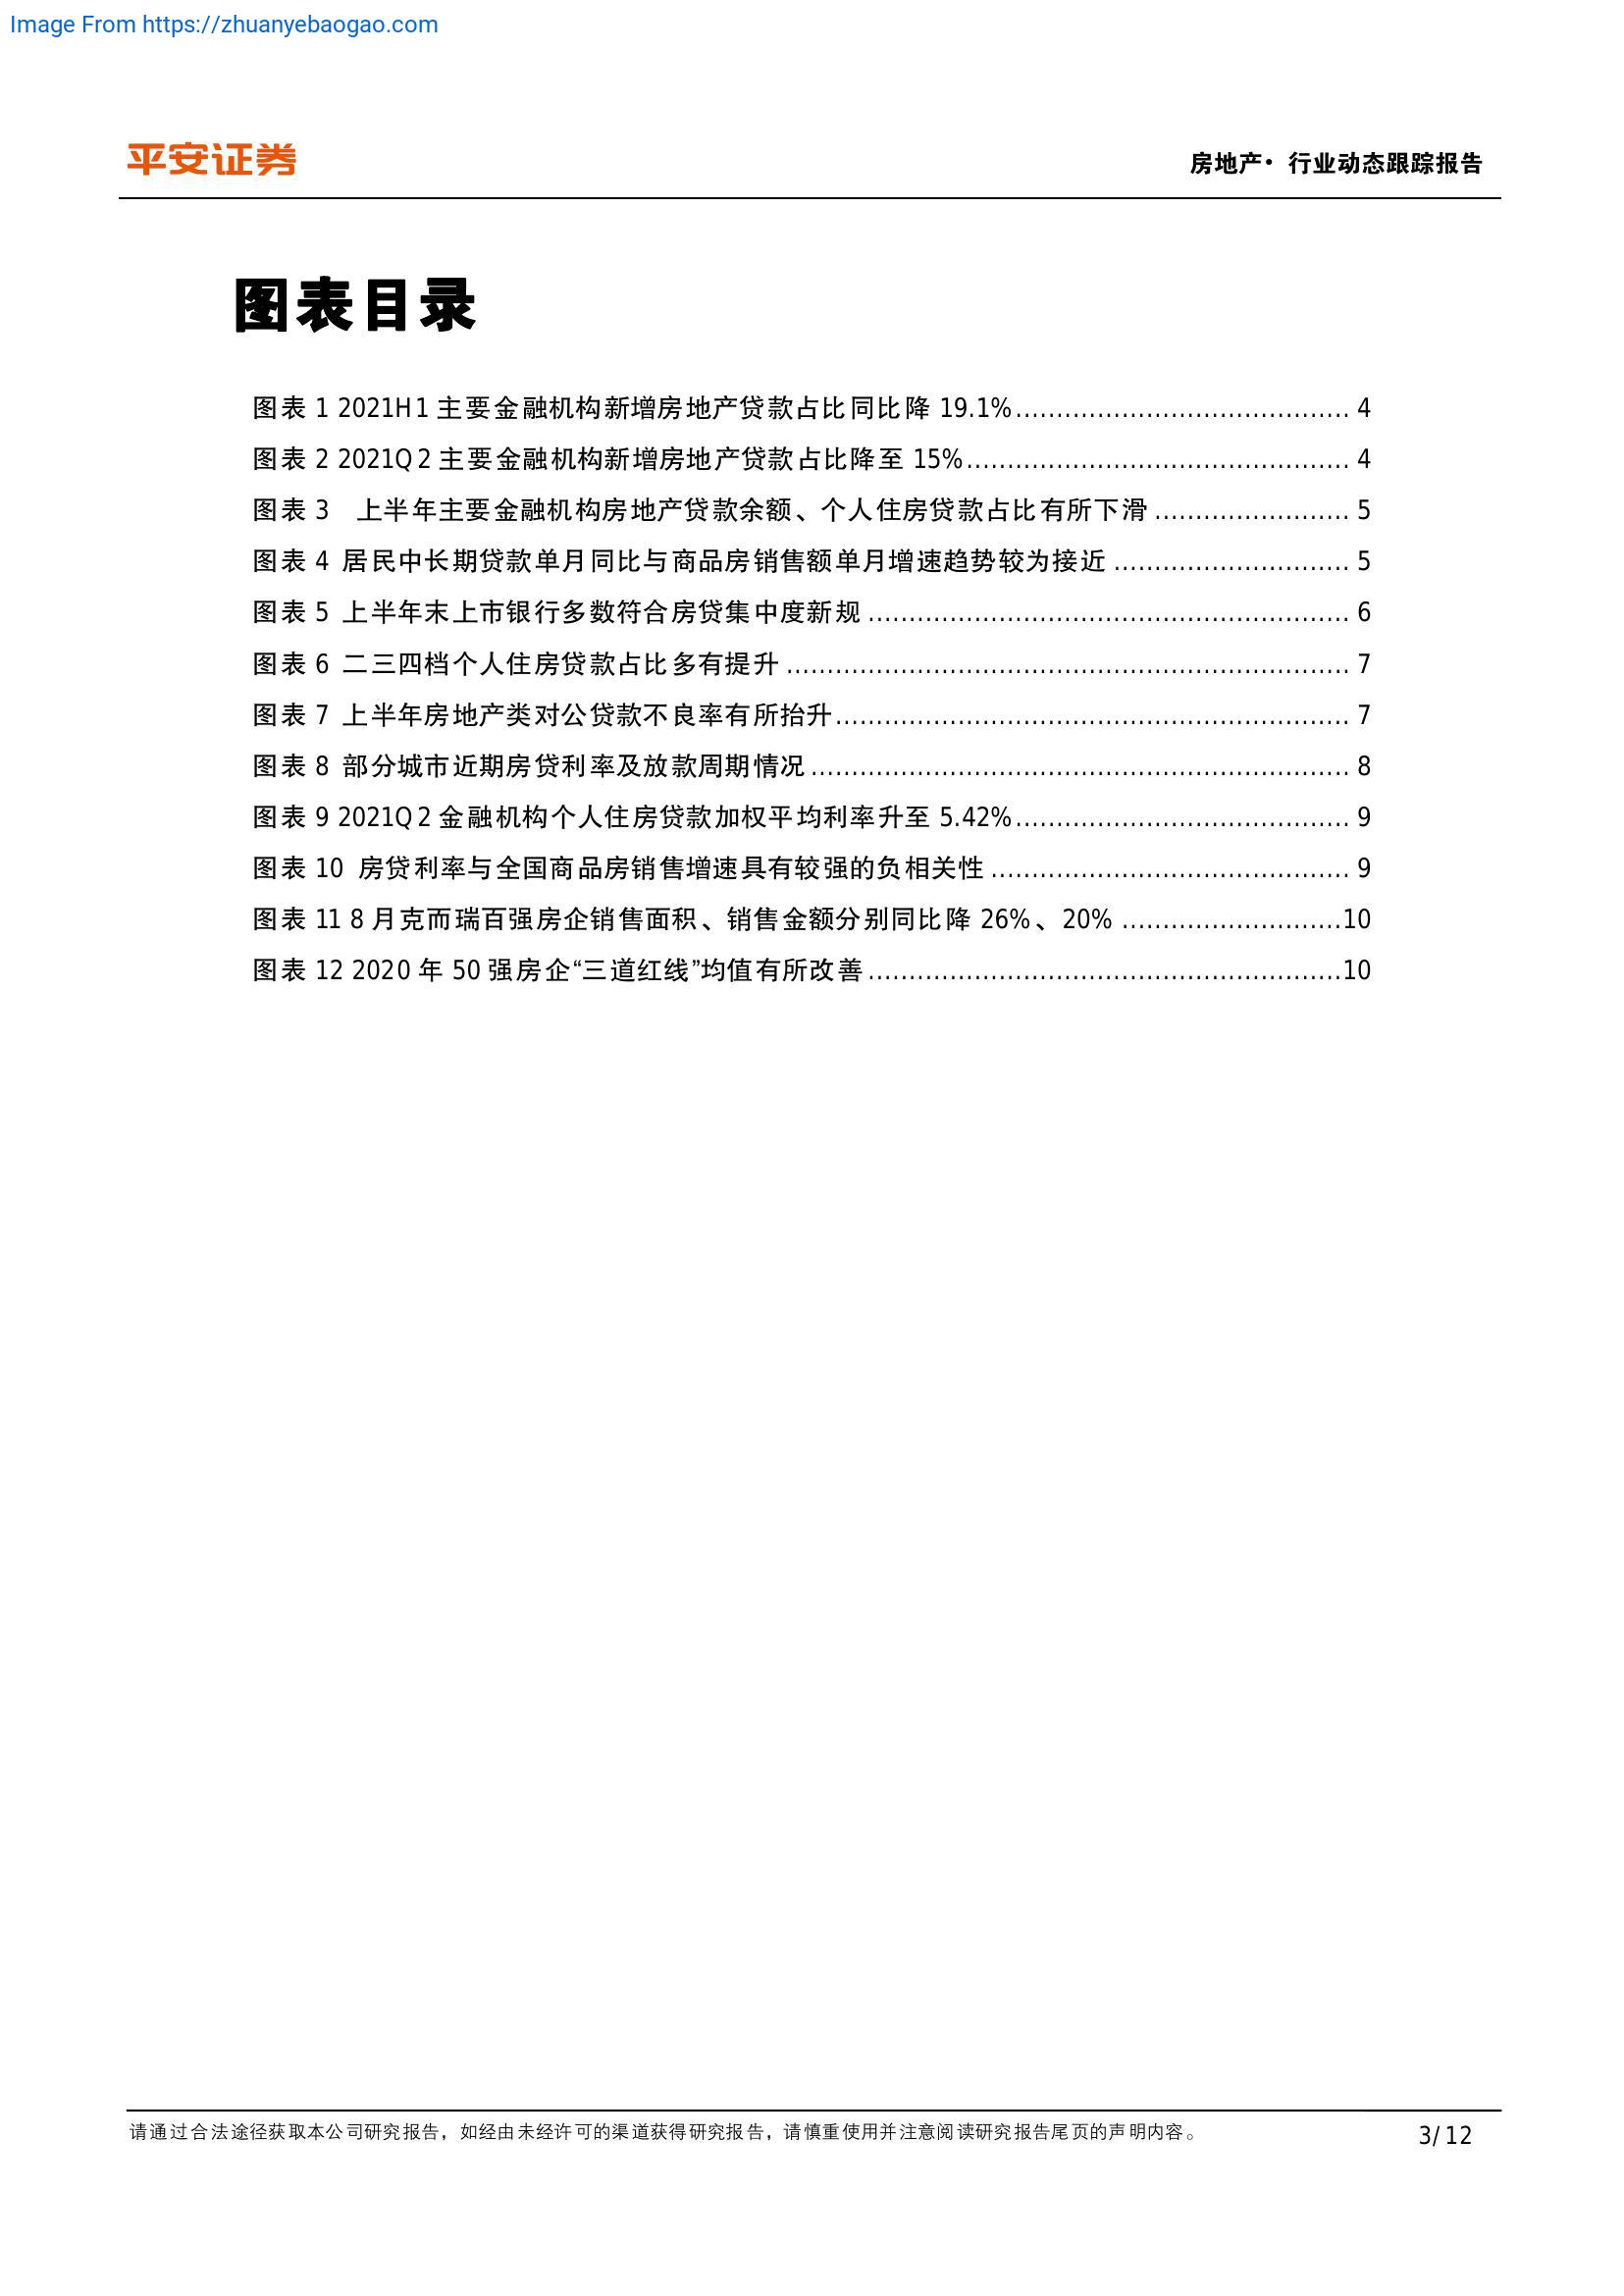 Image From https://zhuanyebaogao.com
平安证券
房地产· 行业动态跟踪报告
图表目录
图表 1 2021H1 主要金融机构新增房地产贷款占比同比降 19.1%......................................... 4
图表 2 2021Q2 主要金融机构新增房地产贷款占比降至 15%............................................... 4
图表 3 上半年主要金融机构房地产贷款余额、个人住房贷款占比有所下滑........................ 5
图表 4 居民中长期贷款单月同比与商品房销售额单月增速趋势较为接近............................. 5
图表 5 上半年末上市银行多数符合房贷集中度新规........................................................... 6
图表 6 二三四档个人住房贷款占比多有提升..................................................................... 7
图表 7 上半年房地产类对公贷款不良率有所抬升............................................................... 7
图表 8 部分城市近期房贷利率及放款周期情况.................................................................. 8
图表 9 2021Q2 金融机构个人住房贷款加权平均利率升至 5.42%......................................... 9
图表 10 房贷利率与全国商品房销售增速具有较强的负相关性............................................ 9
图表 11 8 月克而瑞百强房企销售面积、销售金额分别同比降 26%、20%...........................10
图表 12 2020 年 50 强房企“三道红线”均值有所改善..........................................................10
请通过合法途径获取本公司研究报告，如经由未经许可的渠道获得研究报告，请慎重使用并注意阅读研究报告尾页的声明内容。
3/ 12